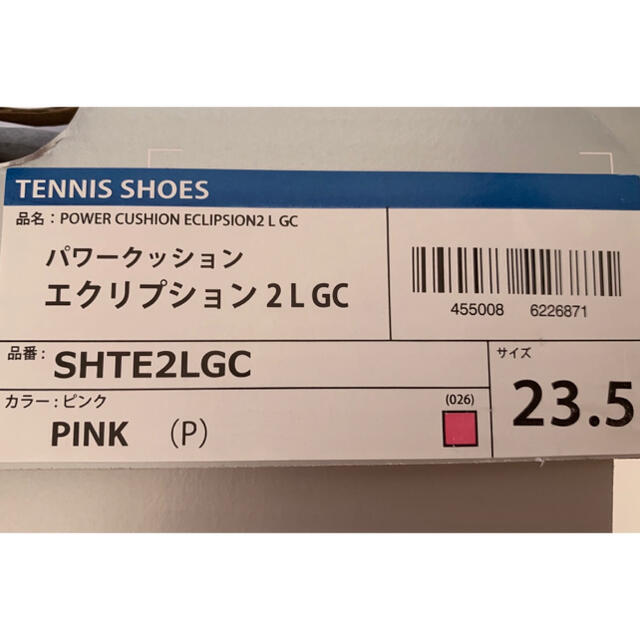 TENNIS SHOES
品名：POWER CUSHION ECLIPSION2 L GC
パワークッション
エクリプション 2 L GC
455008 6226871
品番：
SHTE2LGC
サイズ
23.5
カラー：ピンク
(026)
PINK （P）